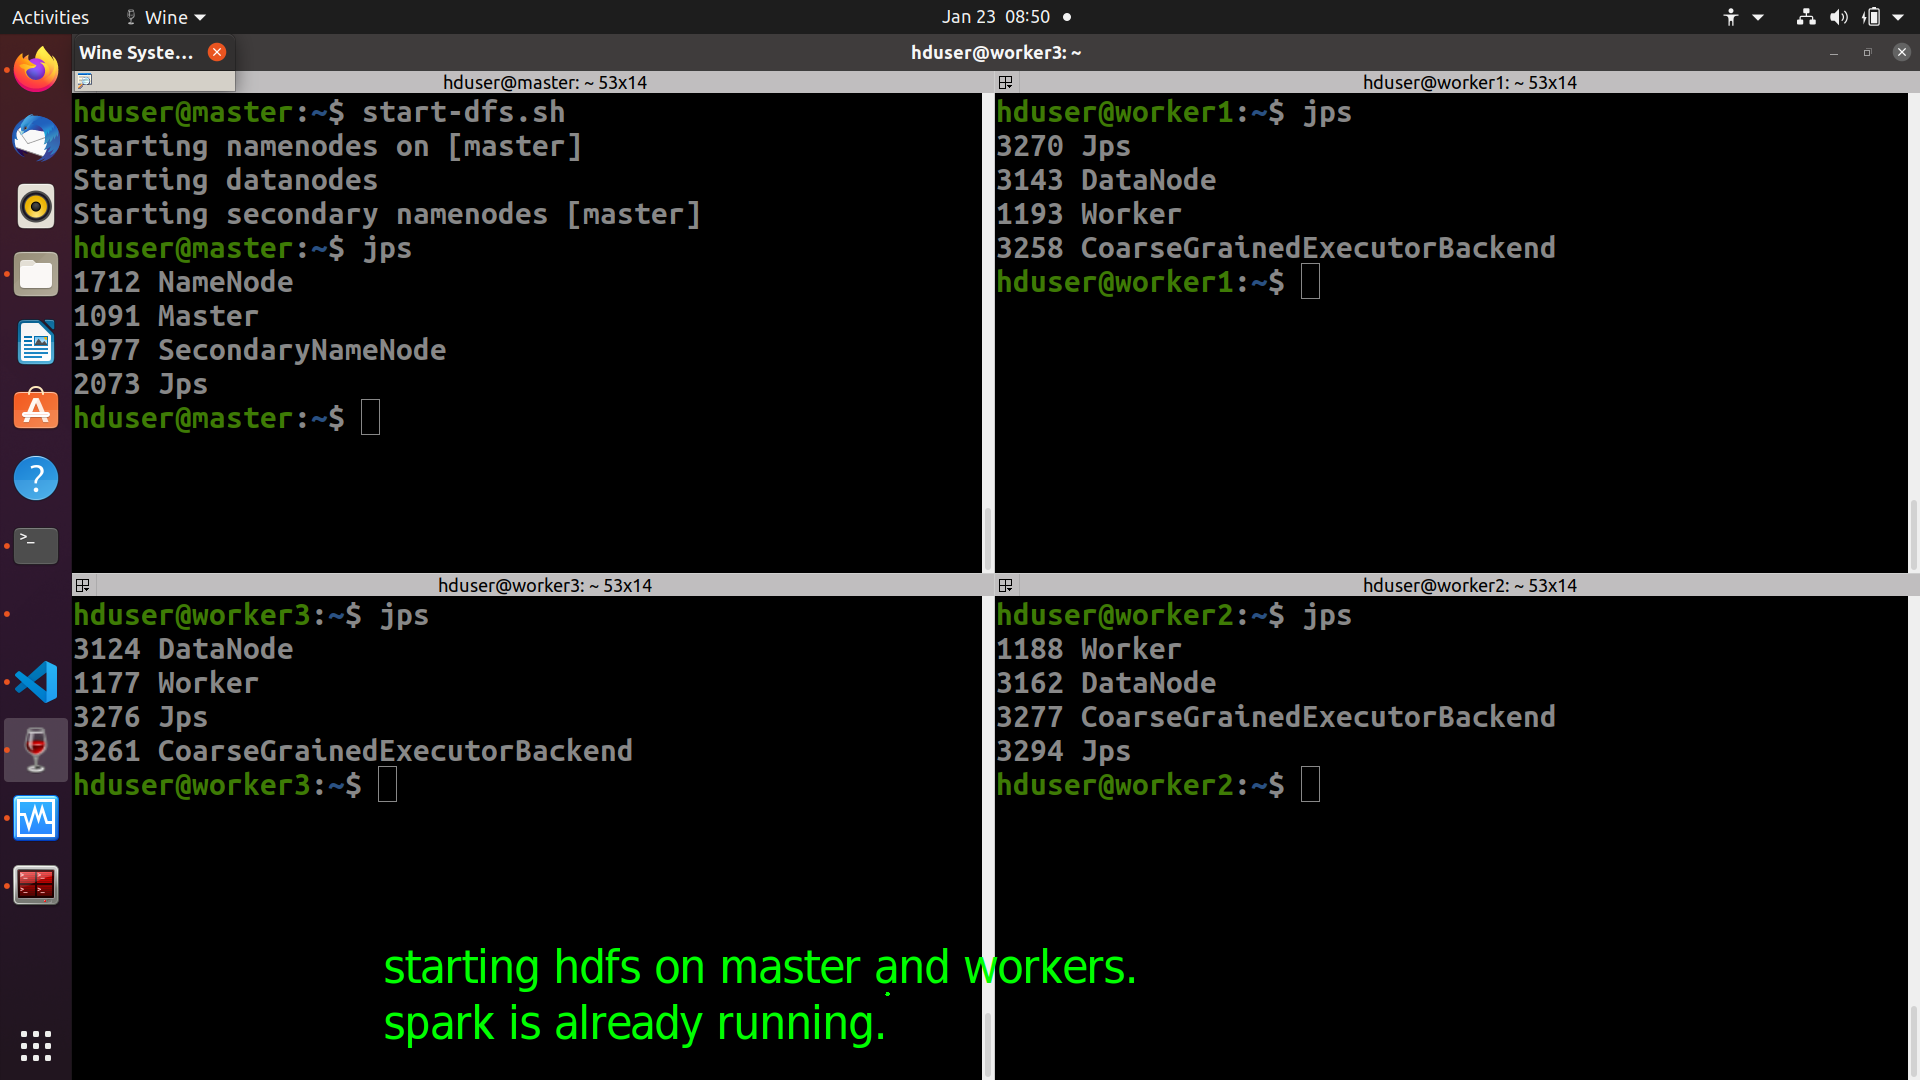 Activities
Wine
Jan 23 08:50
Wine Syste...
hduser@worker3: ~
hduser@master: ~ 53x14
hduser@master:~$ start-dfs.sh
Starting namenodes on [master]
Starting datanodes
Starting secondary namenodes [master]
hduser@master:~$ jps
1712 NameNode
1091 Master
1977 SecondaryNameNode
2073 Jps
hduser@master:~$
hduser@worker1: ~ 53x14
hduser@worker1:~$ jps
3270 Jps
3143 DataNode
1193 Worker
3258 CoarseGrainedExecutorBackend
hduser@worker1:~$
hduser@worker3: ~ 53x14
hduser@worker3:~$ jps
3124 DataNode
1177 Worker
3276 Jps
3261 CoarseGrainedExecutorBackend
hduser@worker3:~$
hduser@worker2: ~ 53x14
hduser@worker2:~$ jps
1188 Worker
3162 DataNode
3277 CoarseGrainedExecutorBackend
3294 Jps
hduser@worker2:~$
starting hdfs on master and workers.
spark is already running.